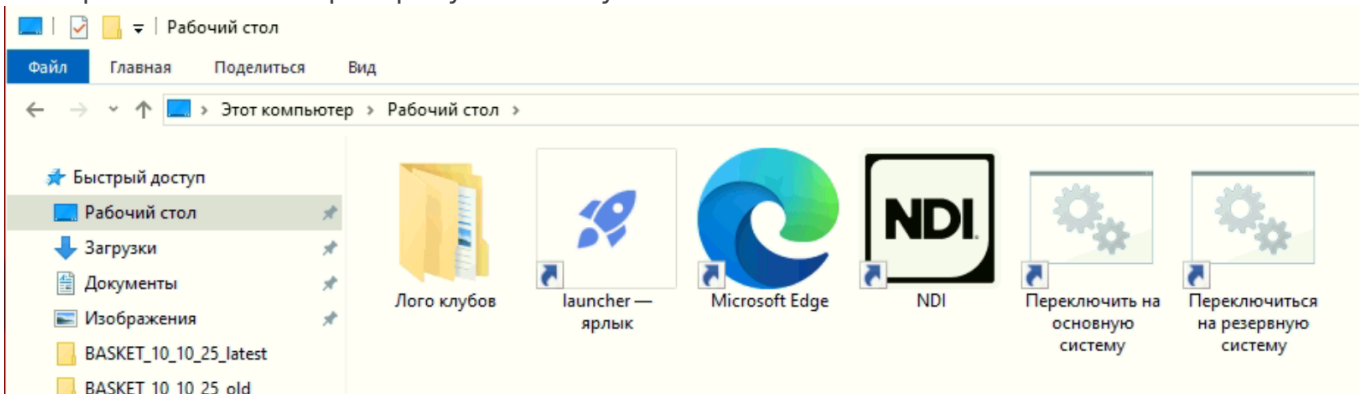 Рабочий стол
Файл Главная Поделиться Вид
Этот компьютер > Рабочий стол >
Быстрый доступ
Рабочий стол
Загрузки
Документы
Изображения
BASKET_10_10_25_latest
BASKET_10_10_25_old
Лого клубов
launcher —
ярлык
Microsoft Edge
NDI.
NDI
Переключить на
основную
систему
Переключиться
на резервную
систему